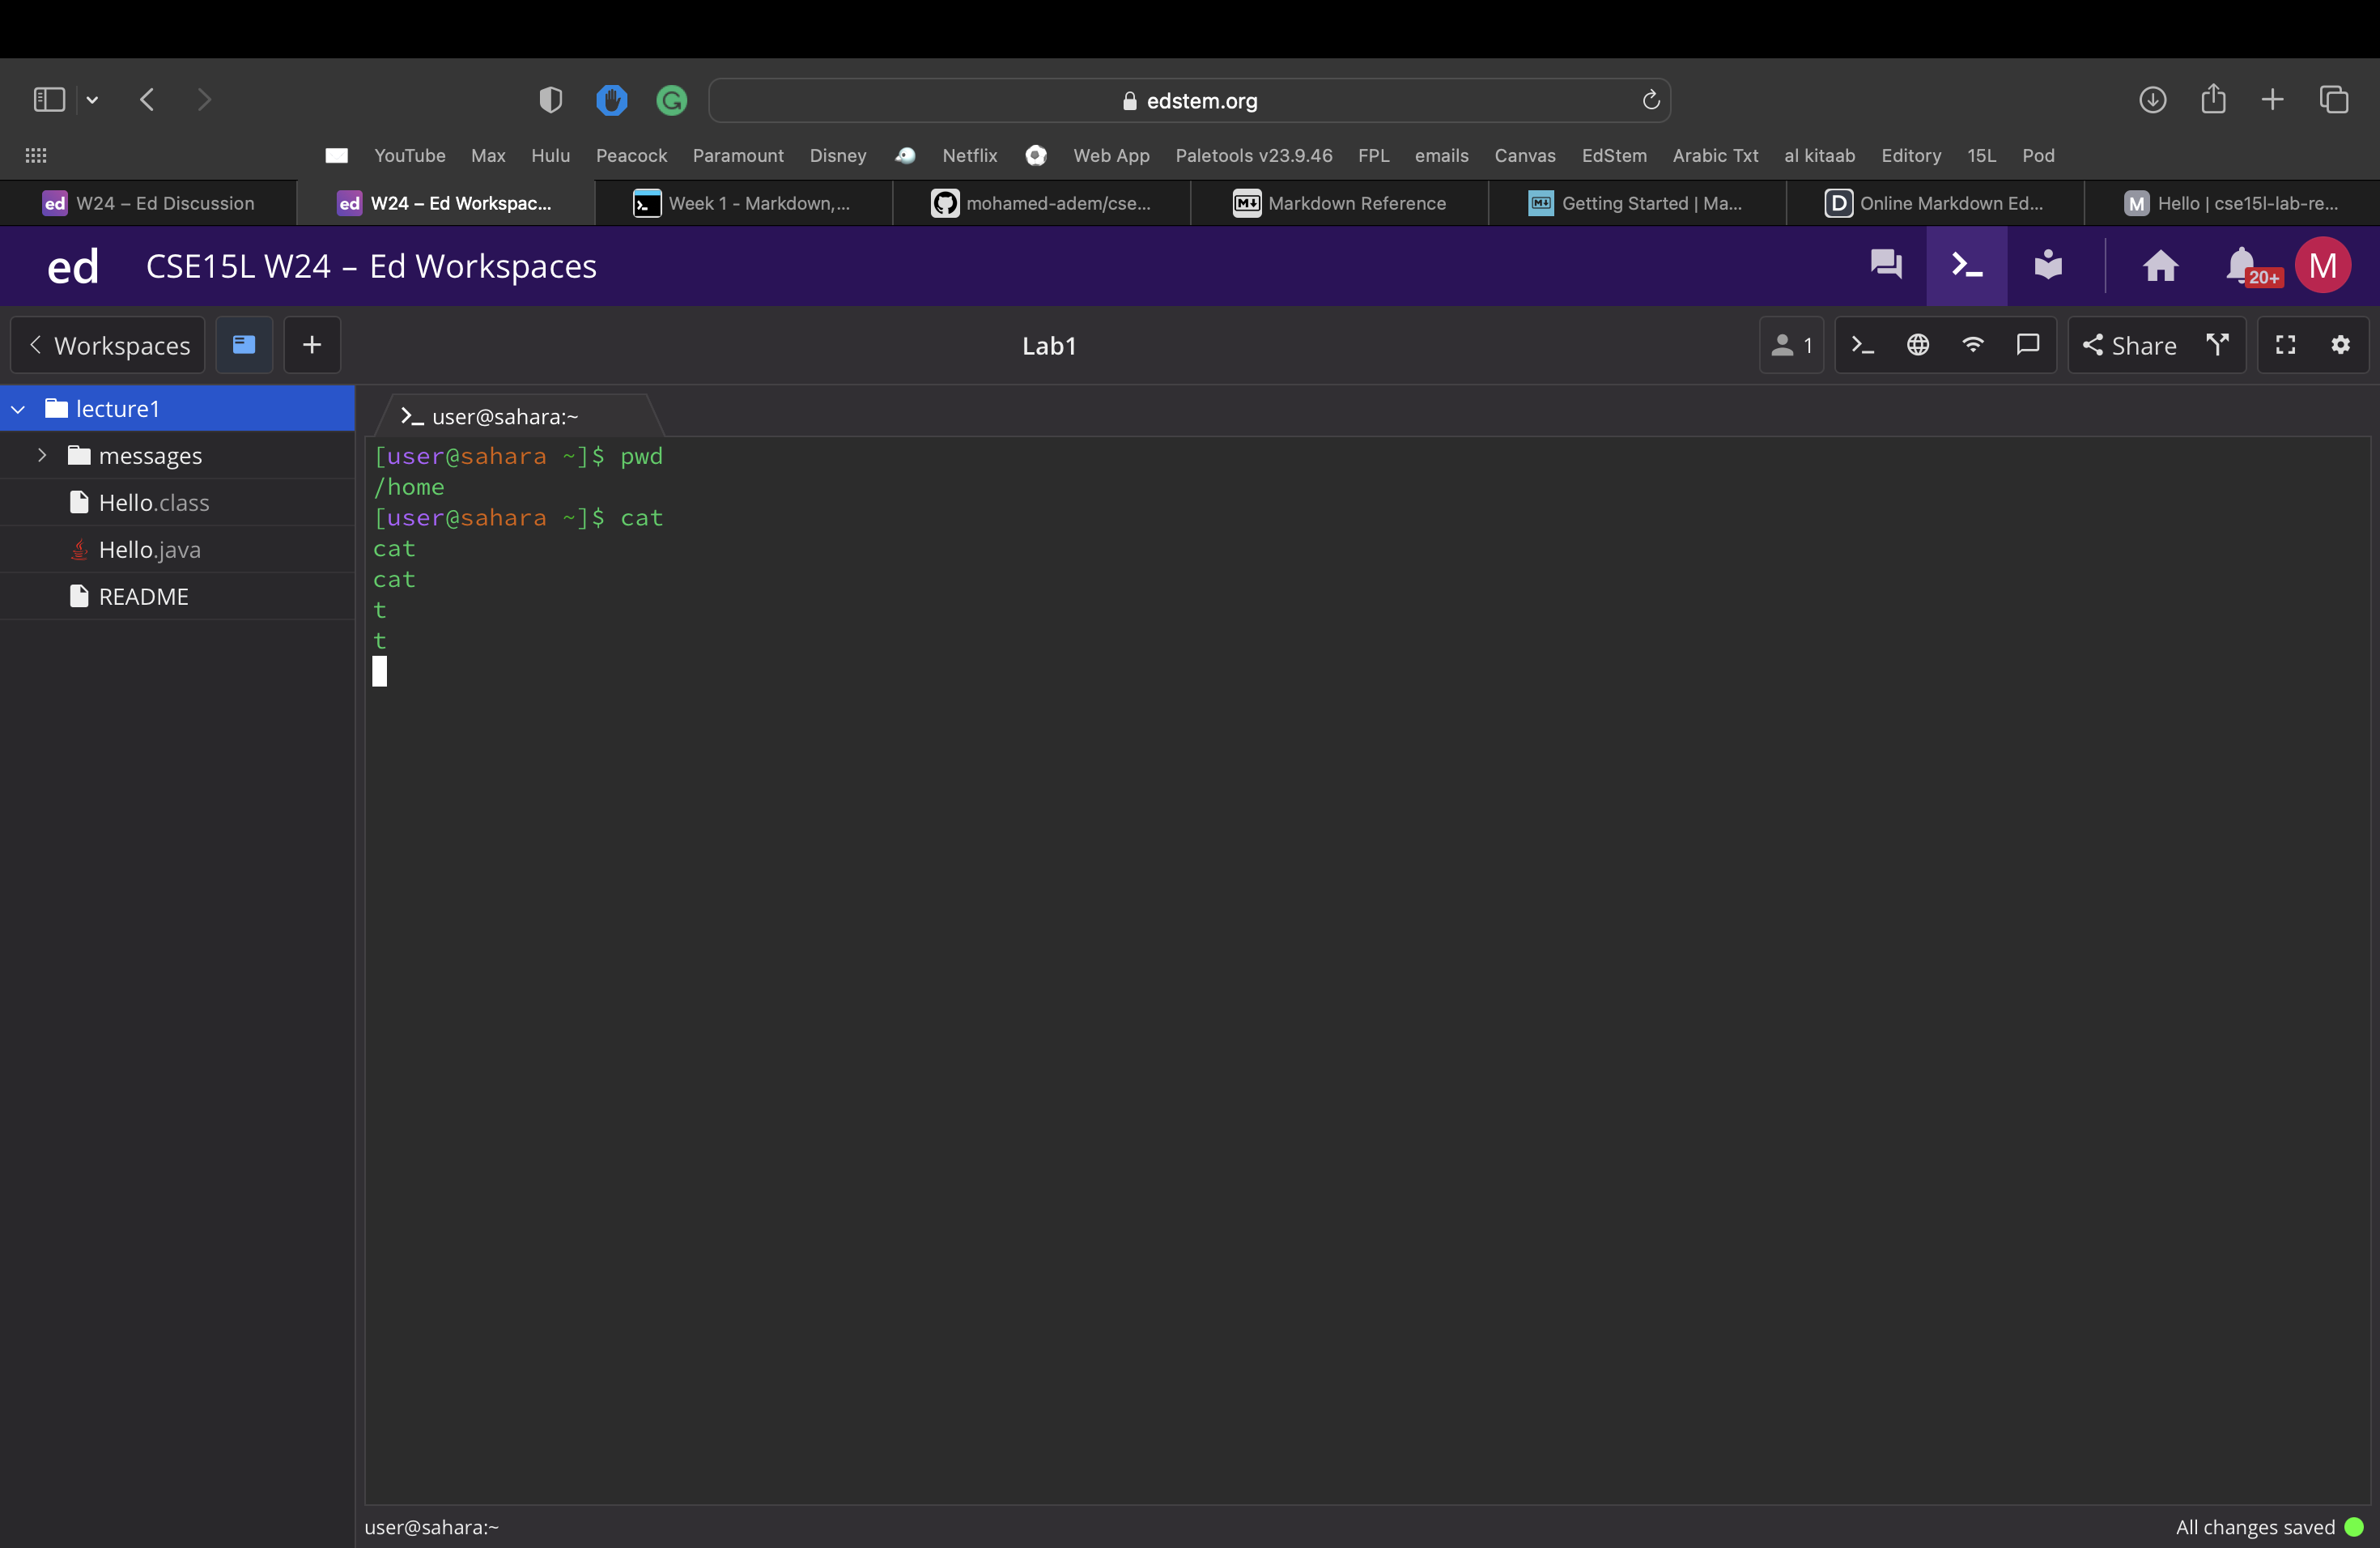 edstem.org
YouTube Max Hulu Peacock Paramount Disney Netflix Web App Paletools v23.9.46 FPL emails Canvas EdStem Arabic Txt al kitaab Editory 15L Pod
ed W24 – Ed Discussion ed W24 – Ed Workspac... Week 1 - Markdown,... mohamed-adem/cse... Markdown Reference Getting Started | Ma... D Online Markdown Ed... M Hello | cse15l-lab-re...
ed CSE15L W24 – Ed Workspaces 20+ M
Workspaces + Lab1 1 Share
lecture1
messages
Hello.class
Hello.java
README
>_ user@sahara:~
[user@sahara ~]$ pwd
/home
[user@sahara ~]$ cat
cat
cat
t
t
user@sahara:~ All changes saved